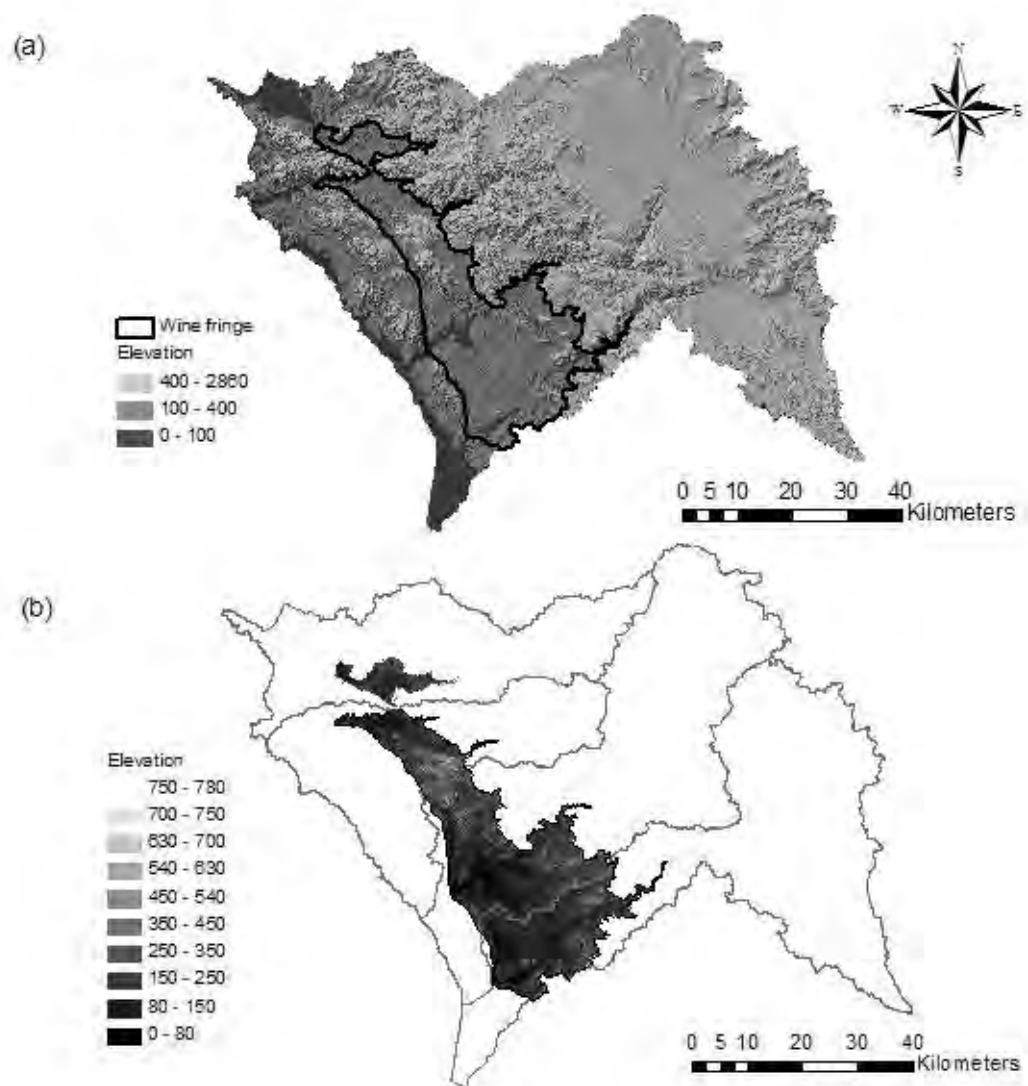 (a)
N
W
E
S
Wine fringe
Elevation
400 - 2860
100 - 400
0 - 100
0 5 10 20 30 40
Kilometers
(b)
Elevation
750 - 780
700 - 750
630 - 700
540 - 630
450 - 540
350 - 450
250 - 350
150 - 250
80 - 150
0 - 80
0 5 10 20 30 40
Kilometers